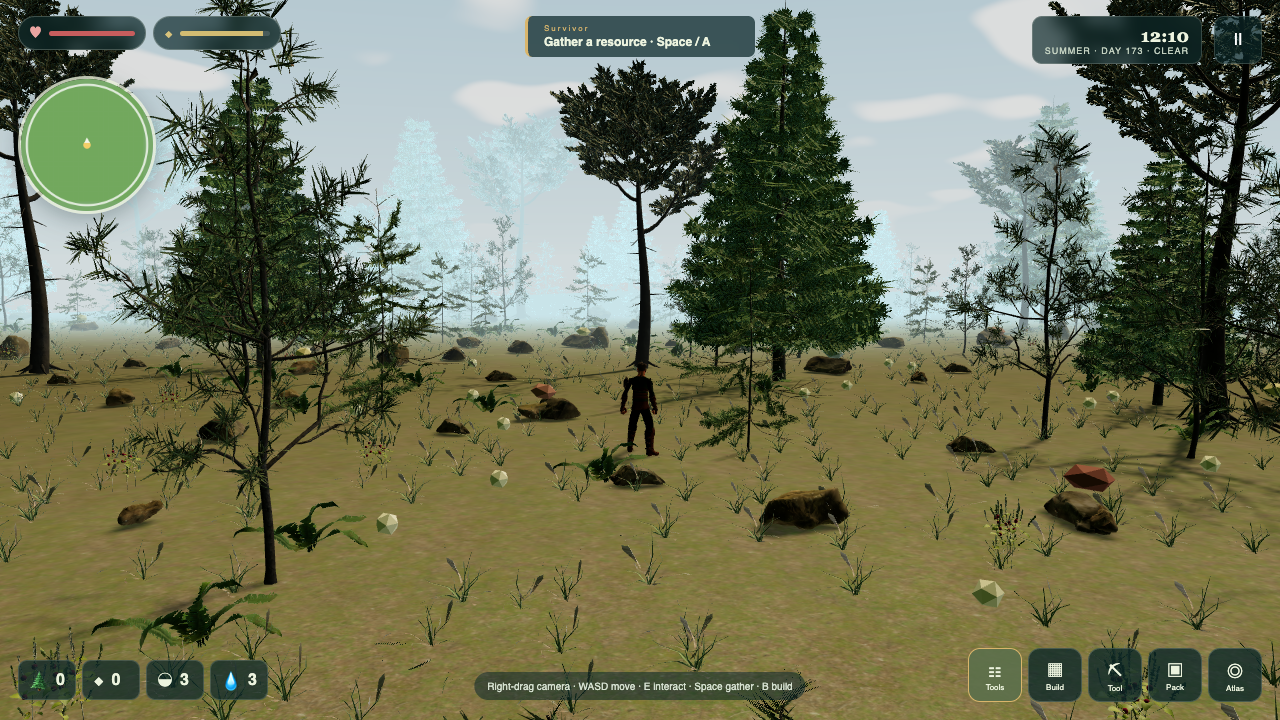 Survivor
Gather a resource · Space / A
12:10
SUMMER · DAY 173 · CLEAR
0
0
3
3
Right-drag camera · WASD move · E interact · Space gather · B build
Tools
Build
Tool
Pack
Atlas